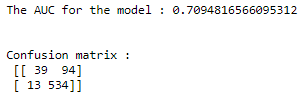 The AUC for the model : 0.7094816566095312
Confusion matrix :
[[ 39  94]
[ 13 534]]